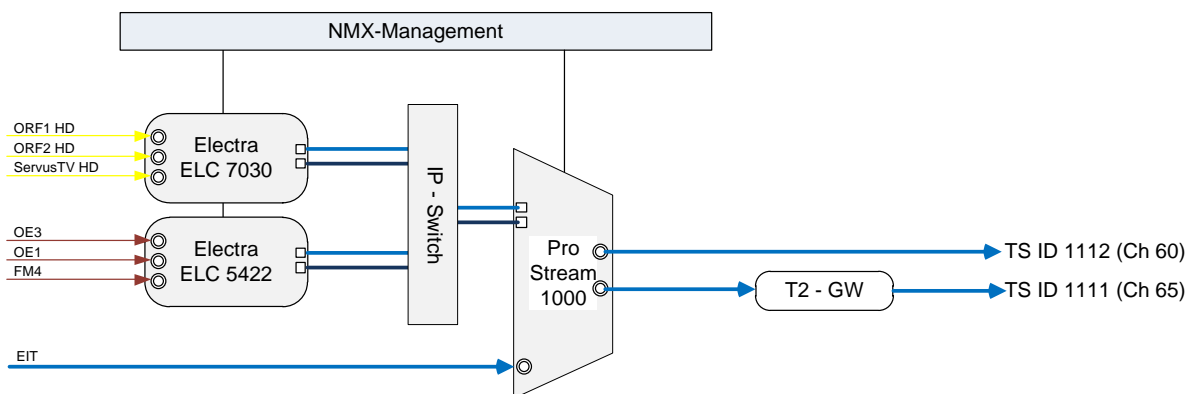 NMX-Management
ORF1 HD
ORF2 HD
ServusTV HD
Electra
ELC 7030
OE3
OE1
FM4
Electra
ELC 5422
IP - Switch
Pro
Stream
1000
TS ID 1112 (Ch 60)
T2 - GW
TS ID 1111 (Ch 65)
EIT